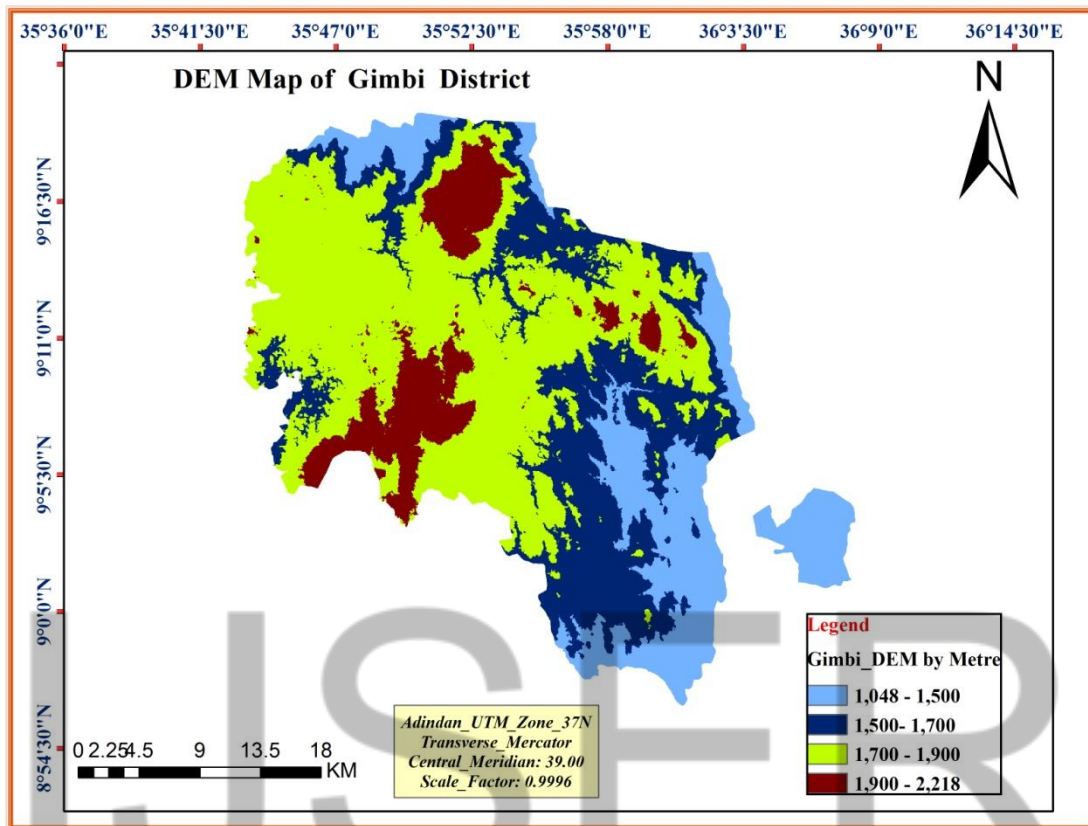 35°36'0"E 35°41'30"E 35°47'0"E 35°52'30"E 35°58'0"E 36°3'30"E 36°9'0"E 36°14'30"E
DEM Map of Gimbi District
N
9°16'30"N
9°11'0"N
9°5'30"N
9°0'0"N
8°54'30"N
Legend
Gimbi_DEM by Metre
1,048 - 1,500
1,500- 1,700
1,700 - 1,900
1,900 - 2,218
Adindan_UTM_Zone_37N
Transverse_Mercator
Central_Meridian: 39.00
Scale_Factor: 0.9996
0 2.25 4.5 9 13.5 18
KM
IJSER